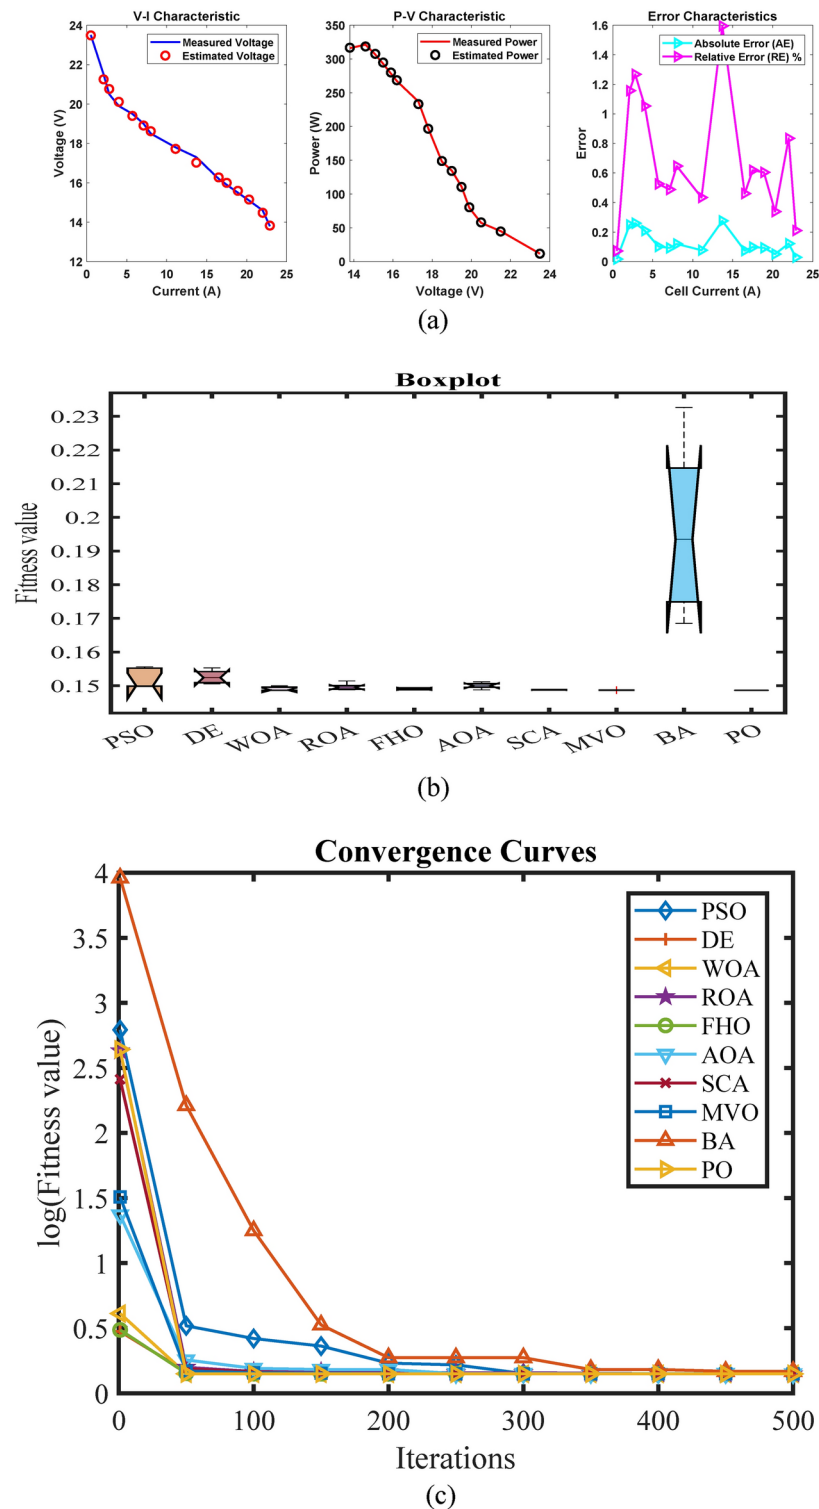 V-I Characteristic
Measured Voltage
Estimated Voltage
24
22
20
18
16
14
12
Voltage (V)
0 5 10 15 20 25
Current (A)
P-V Characteristic
Measured Power
Estimated Power
350
300
250
200
150
100
50
0
Power (W)
14 16 18 20 22 24
Voltage (V)
Error Characteristics
Absolute Error (AE)
Relative Error (RE) %
1.6
1.4
1.2
1
0.8
0.6
0.4
0.2
0
Error
0 5 10 15 20 25
Cell Current (A)
(a)
Boxplot
0.23
0.22
0.21
0.2
0.19
0.18
0.17
0.16
0.15
Fitness value
PSO DE WOA ROA FHO AOA SCA MVO BA PO
(b)
Convergence Curves
4
3.5
3
2.5
2
1.5
1
0.5
0
log(Fitness value)
PSO
DE
WOA
ROA
FHO
AOA
SCA
MVO
BA
PO
0 100 200 300 400 500
Iterations
(c)